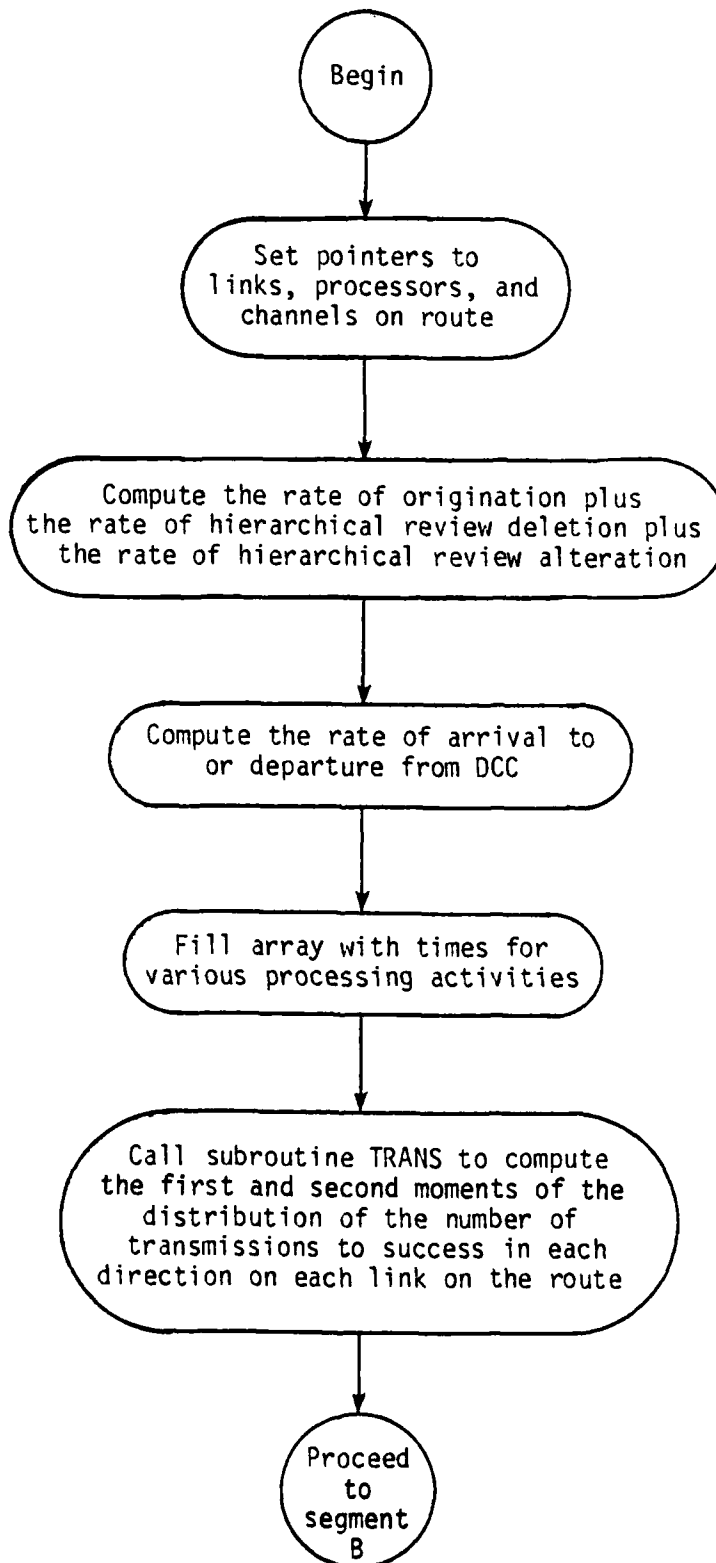 Begin
Set pointers to
links, processors, and
channels on route
Compute the rate of origination plus
the rate of hierarchical review deletion plus
the rate of hierarchical review alteration
Compute the rate of arrival to
or departure from DCC
Fill array with times for
various processing activities
Call subroutine TRANS to compute
the first and second moments of the
distribution of the number of
transmissions to success in each
direction on each link on the route
Proceed
to
segment
B